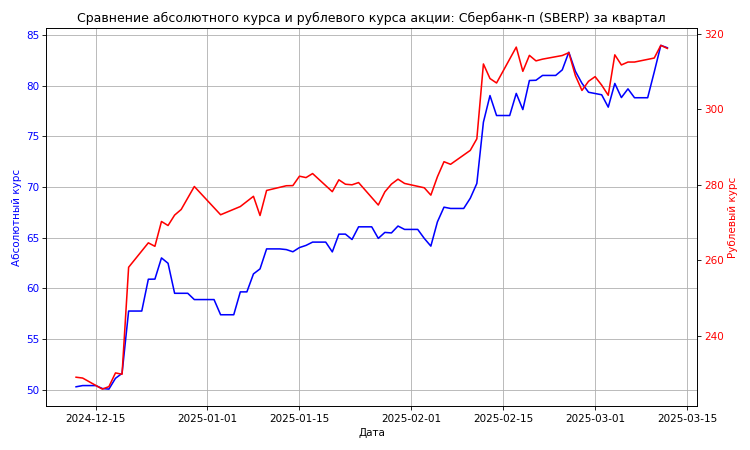 Сравнение абсолютного курса и рублевого курса акции: Сбербанк-п (SBERP) за квартал
85
80
75
70
65
60
55
50
Абсолютный курс
320
300
280
260
240
Рублевый курс
2024-12-15 2025-01-01 2025-01-15 2025-02-01 2025-02-15 2025-03-01 2025-03-15
Дата